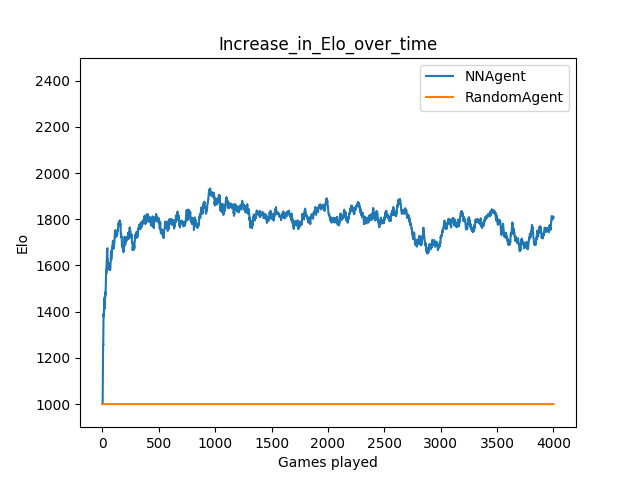 Increase_in_Elo_over_time
NNAgent
RandomAgent
2400
2200
2000
1800
1600
1400
1200
1000
Elo
0 500 1000 1500 2000 2500 3000 3500 4000
Games played